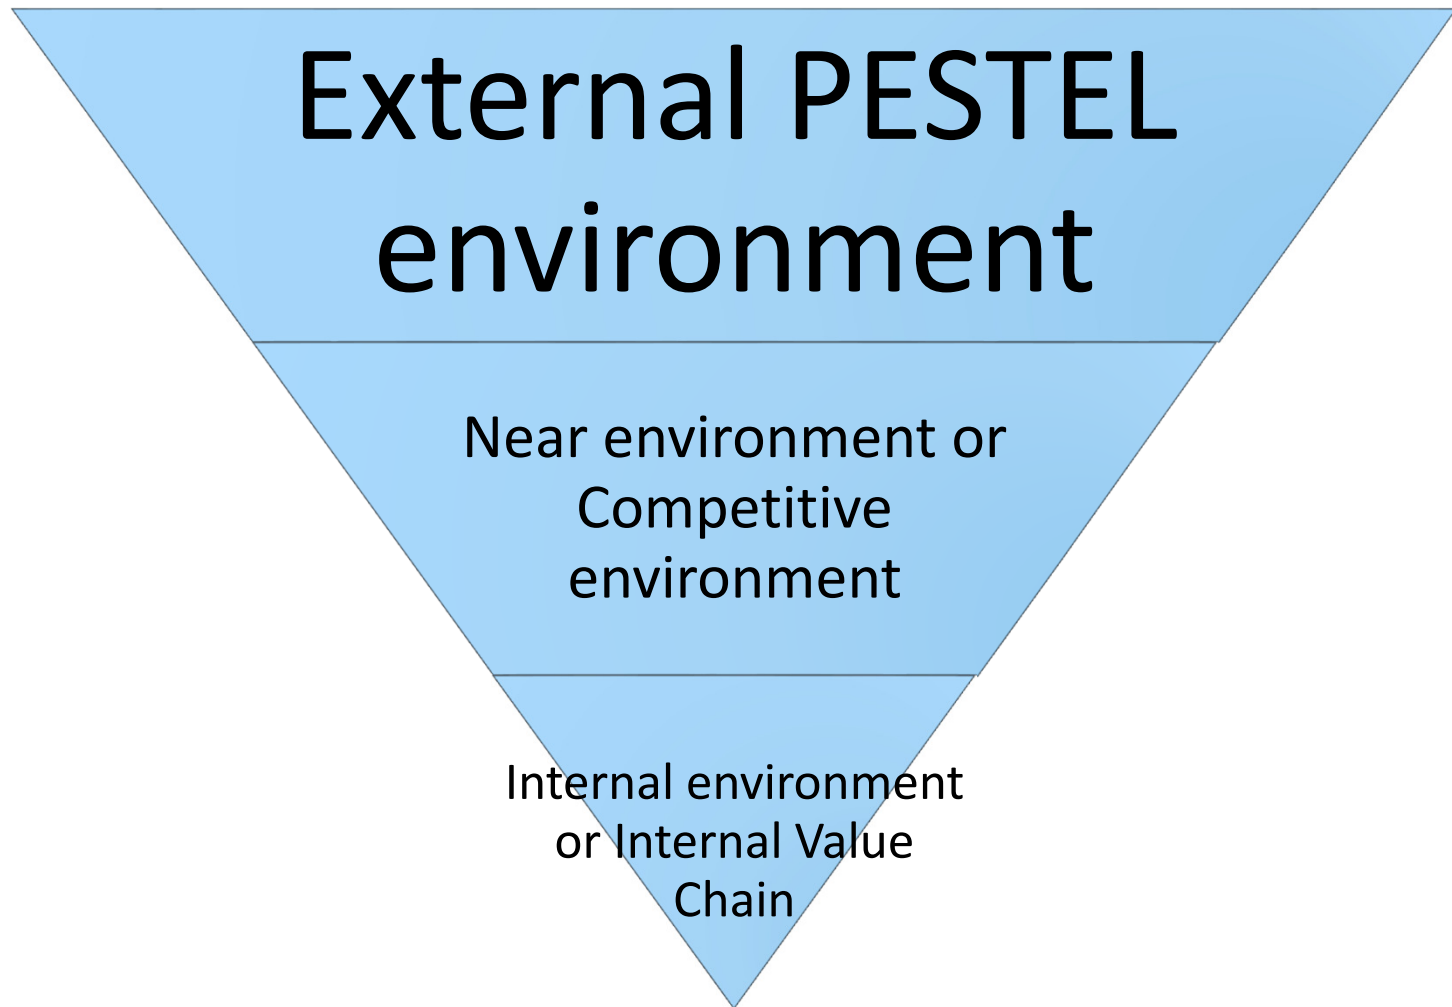 External PESTEL
environment
Near environment or
Competitive
environment
Internal environment
or Internal Value
Chain